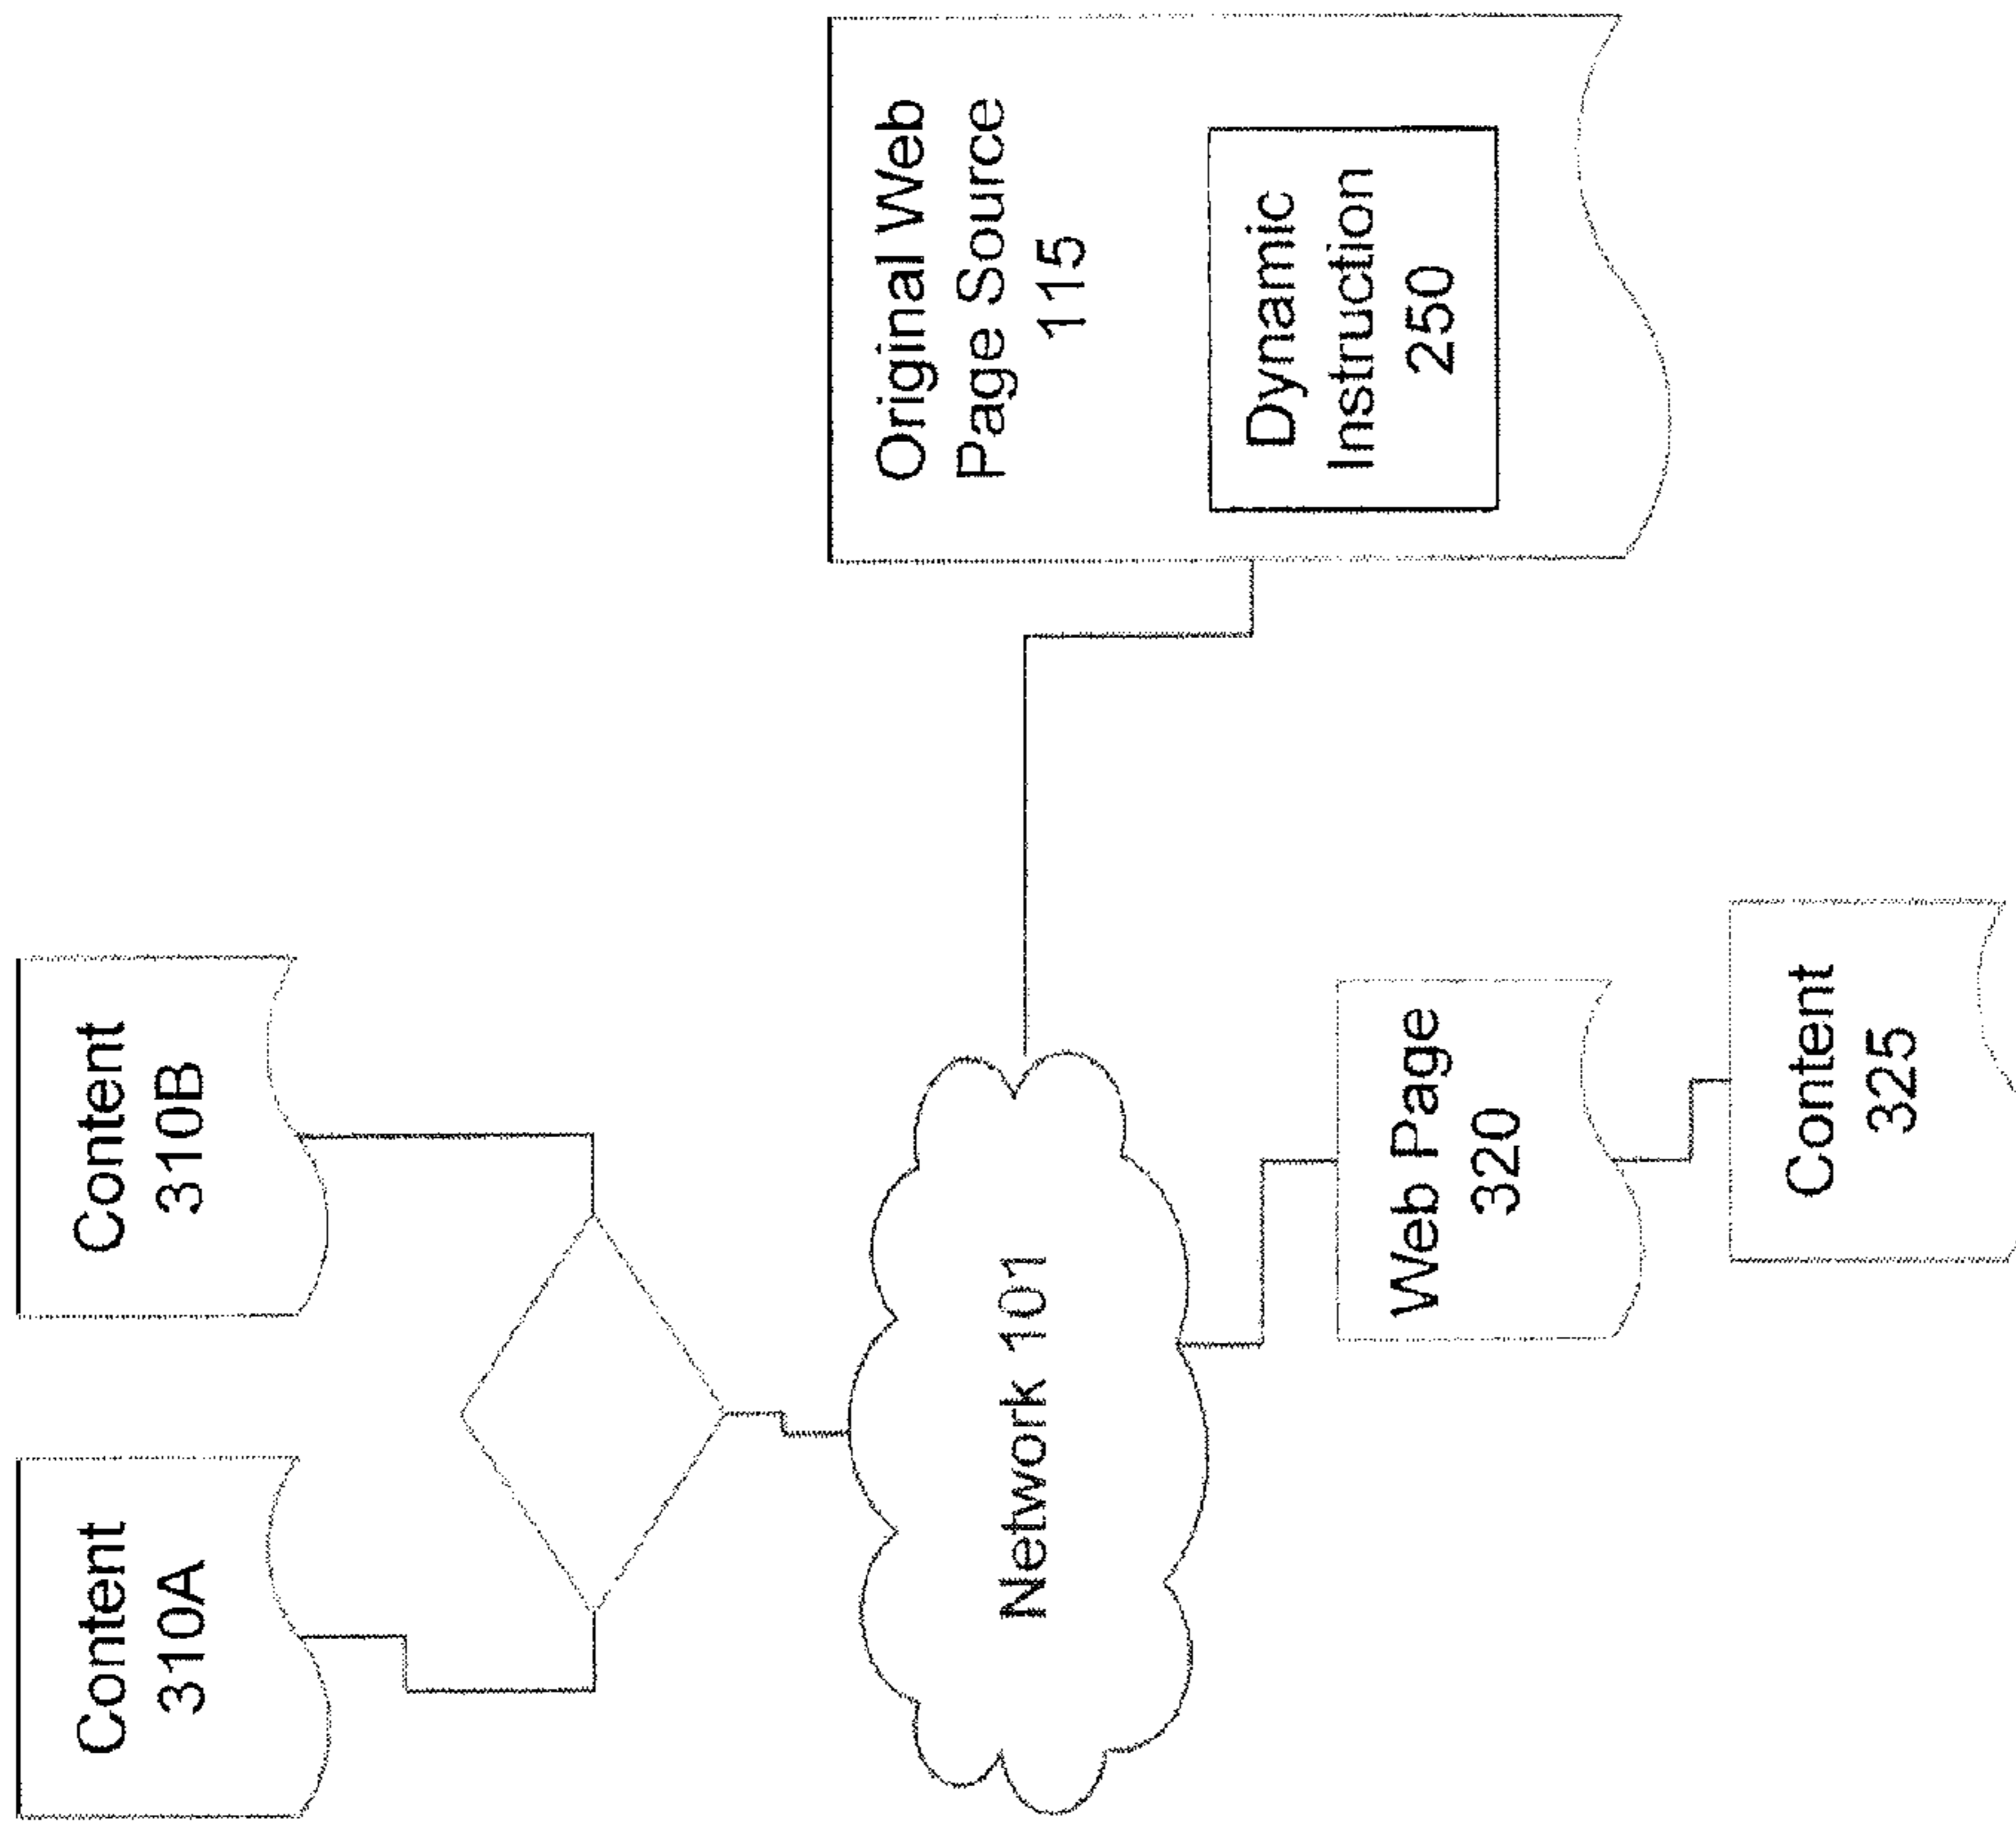 Content
310A
Content
310B
Network 101
Original Web
Page Source
115
Dynamic
Instruction
250
Web Page
320
Content
325